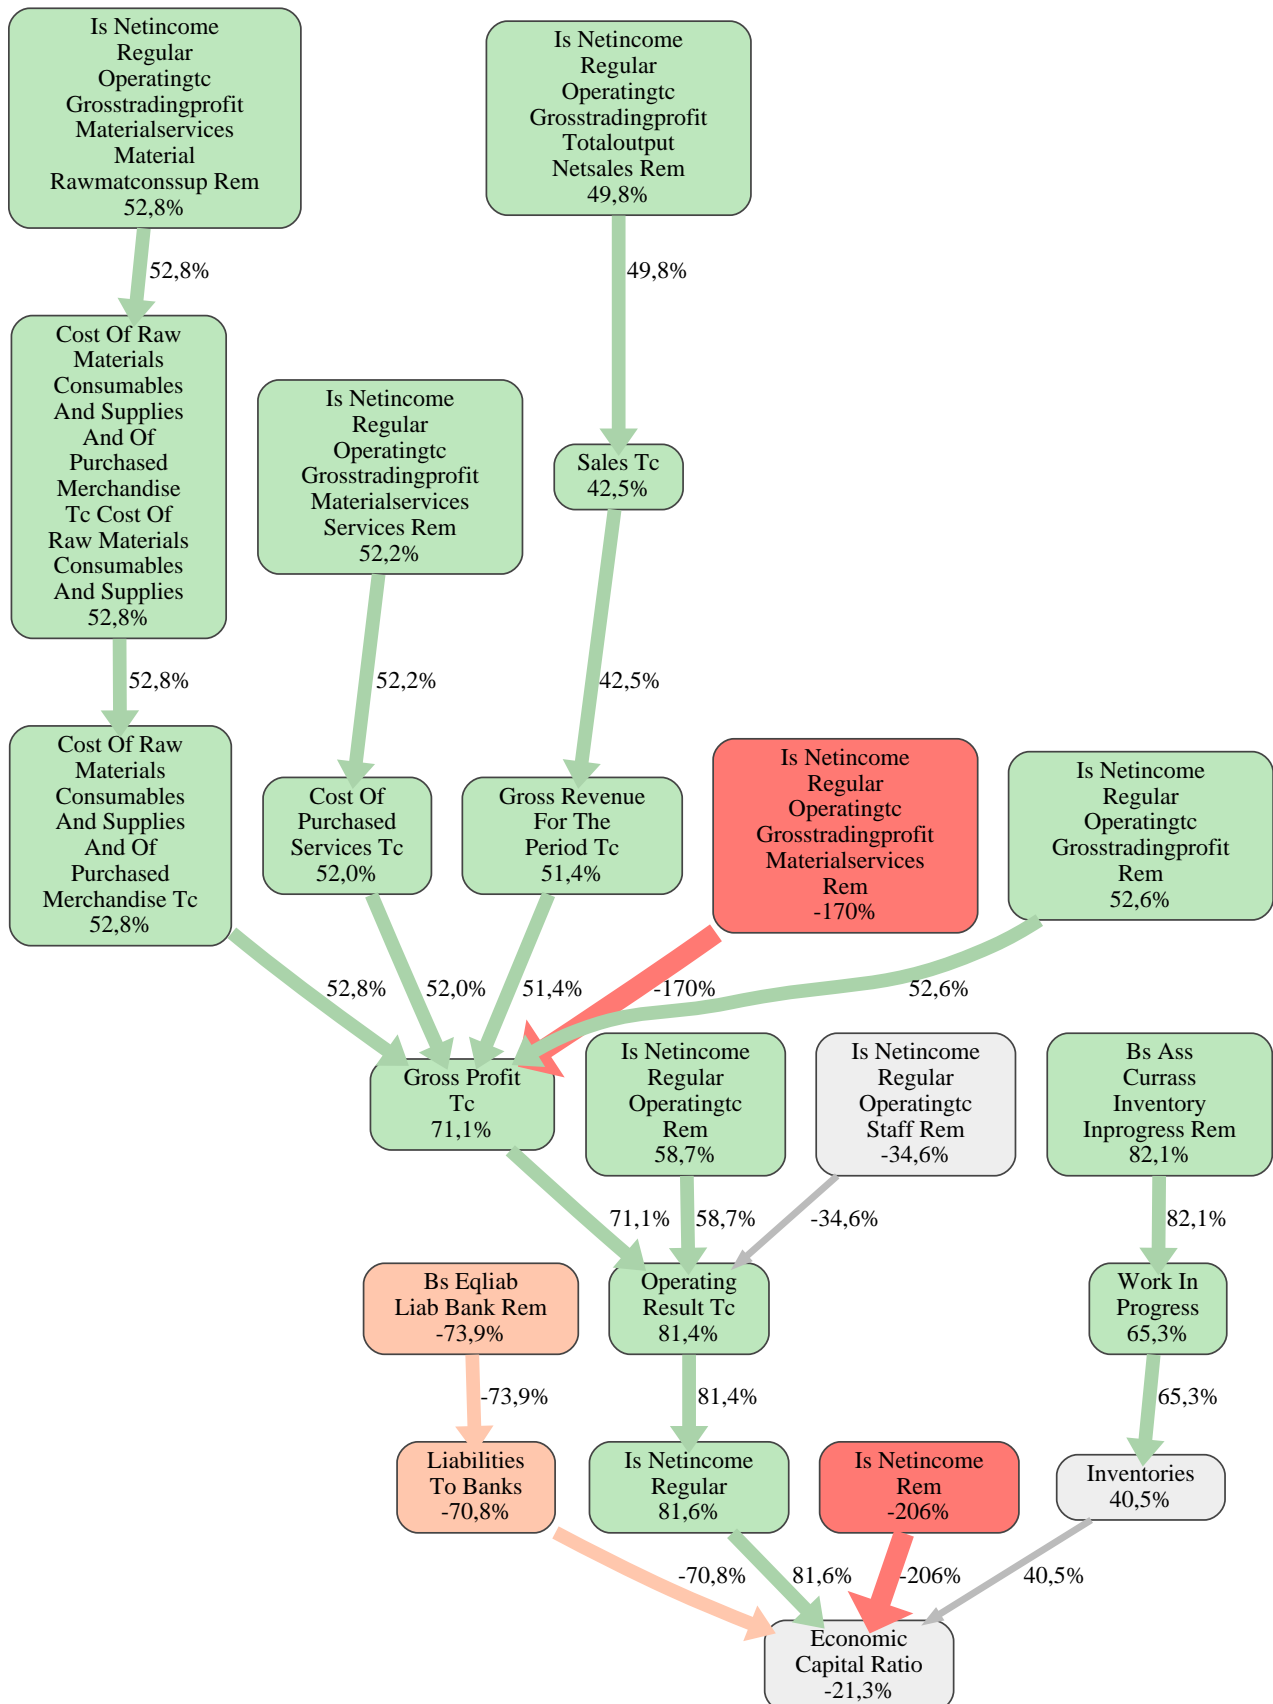 Is Netincome
Regular
Operatingtc
Grosstradingprofit
Materialservices
Material
Rawmatconssup Rem
52,8%
Is Netincome
Regular
Operatingtc
Grosstradingprofit
Totaloutput
Netsales Rem
49,8%
52,8%
49,8%
Cost Of Raw
Materials
Consumables
And Supplies
And Of
Purchased
Merchandise
Tc Cost Of
Raw Materials
Consumables
And Supplies
52,8%
Is Netincome
Regular
Operatingtc
Grosstradingprofit
Materialservices
Services Rem
52,2%
Sales Tc
42,5%
52,8%
52,2%
42,5%
Cost Of Raw
Materials
Consumables
And Supplies
And Of
Purchased
Merchandise Tc
52,8%
Cost Of
Purchased
Services Tc
52,0%
Gross Revenue
For The
Period Tc
51,4%
Is Netincome
Regular
Operatingtc
Grosstradingprofit
Materialservices
Rem
-170%
Is Netincome
Regular
Operatingtc
Grosstradingprofit
Rem
52,6%
52,8%
52,0%
51,4%
-170%
52,6%
Gross Profit
Tc
71,1%
Is Netincome
Regular
Operatingtc
Rem
58,7%
Is Netincome
Regular
Operatingtc
Staff Rem
-34,6%
Bs Ass
Currass
Inventory
Inprogress Rem
82,1%
71,1%
58,7%
-34,6%
82,1%
Bs Eqliab
Liab Bank Rem
-73,9%
Operating
Result Tc
81,4%
Work In
Progress
65,3%
-73,9%
81,4%
65,3%
Liabilities
To Banks
-70,8%
Is Netincome
Regular
81,6%
Is Netincome
Rem
-206%
Inventories
40,5%
-70,8%
81,6%
-206%
40,5%
Economic
Capital Ratio
-21,3%